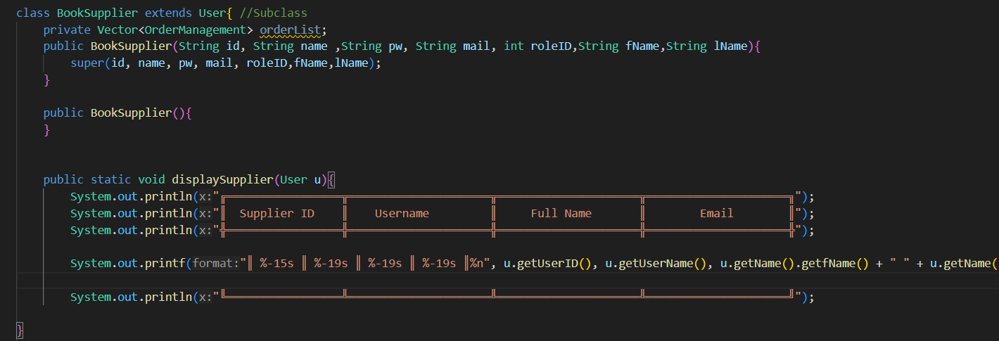 class BookSupplier extends User{ //Subclass
    private Vector<OrderManagement> orderList;
    public BookSupplier(String id, String name ,String pw, String mail, int roleID,String fName,String lName){
        super(id, name, pw, mail, roleID,fName,lName);
    }
    public BookSupplier(){
    }
    public static void displaySupplier(User u){
        System.out.println(x:"╔═════════════════╦═════════════════════╦═════════════════════╦═════════════════════╗");
        System.out.println(x:"║  Supplier ID    ║    Username         ║     Full Name       ║        Email        ║");
        System.out.println(x:"╬═════════════════╬═════════════════════╬═════════════════════╬═════════════════════╬");
        System.out.printf(format:"║ %-15s ║ %-19s ║ %-19s ║ %-19s ║%n", u.getUserID(), u.getUserName(), u.getName().getfName() + " " + u.getName(
        System.out.println(x:"╚═════════════════╩═════════════════════╩═════════════════════╩═════════════════════╝");
}